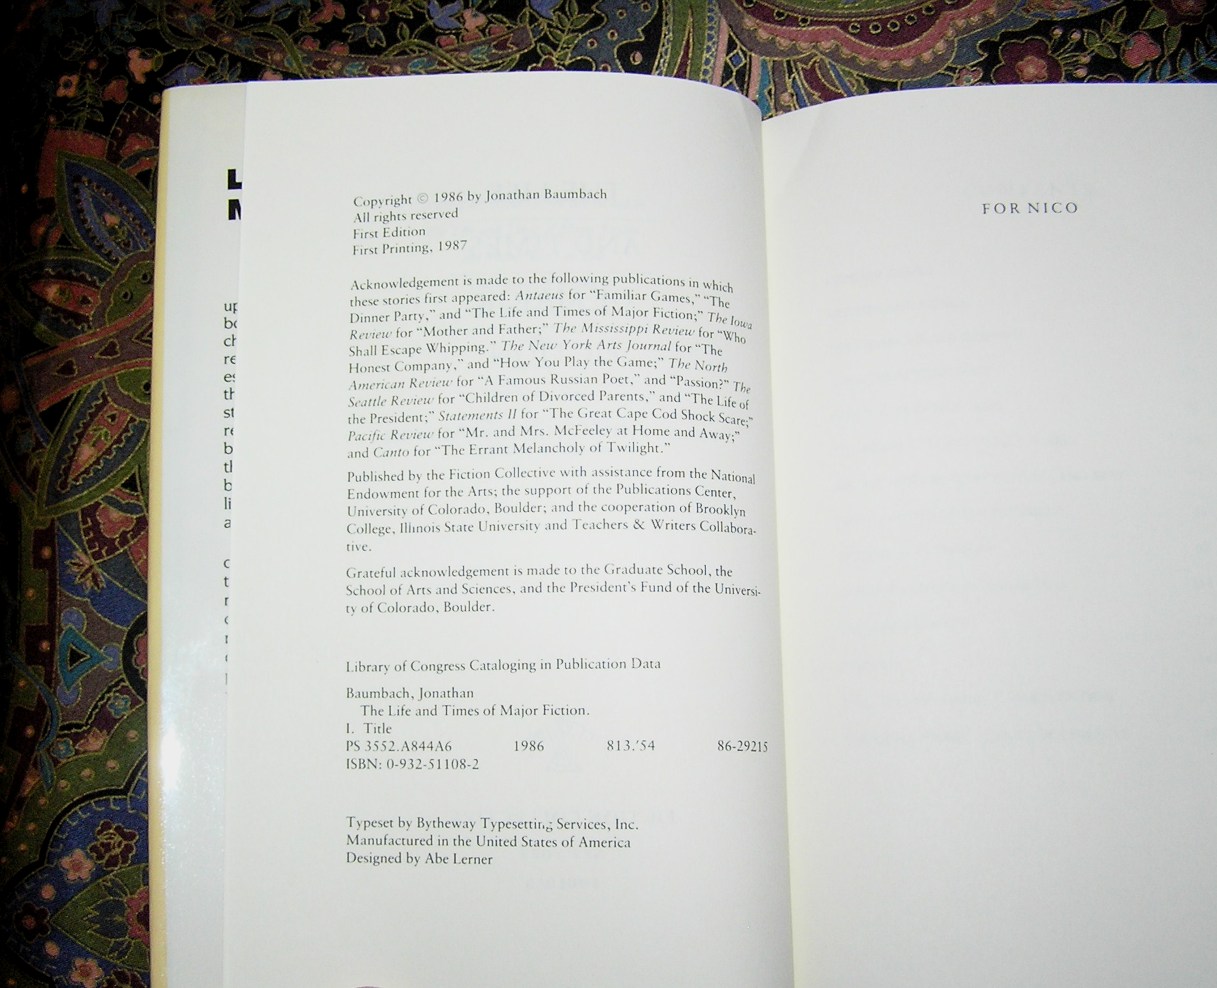 L
M
up
bo
ch
re
es
th
st
re
b
th
b
li
a
Copyright © 1986 by Jonathan Baumbach
All rights reserved
First Edition
First Printing, 1987
Acknowledgement is made to the following publications in which
these stories first appeared: Antaeus for “Familiar Games,” “The
Dinner Party,” and “The Life and Times of Major Fiction;” The Iowa
Review for “Mother and Father;” The Mississippi Review for “Who
Shall Escape Whipping.” The New York Arts Journal for “The
Honest Company,” and “How You Play the Game;” The North
American Review for “A Famous Russian Poet,” and “Passion?” The
Seattle Review for “Children of Divorced Parents,” and “The Life of
the President;” Statements II for “The Great Cape Cod Shock Scare;”
Pacific Review for “Mr. and Mrs. McFeeley at Home and Away;”
and Canto for “The Errant Melancholy of Twilight.”
Published by the Fiction Collective with assistance from the National
Endowment for the Arts; the support of the Publications Center,
University of Colorado, Boulder; and the cooperation of Brooklyn
College, Illinois State University and Teachers & Writers Collabora-
tive.
Grateful acknowledgement is made to the Graduate School, the
School of Arts and Sciences, and the President’s Fund of the Universi-
ty of Colorado, Boulder.
Library of Congress Cataloging in Publication Data
Baumbach, Jonathan
The Life and Times of Major Fiction.
I. Title
PS 3552.A844A6 1986 813.’54 86-29215
ISBN: 0-932-51108-2
Typeset by Bytheway Typesetting Services, Inc.
Manufactured in the United States of America
Designed by Abe Lerner
FOR NICO